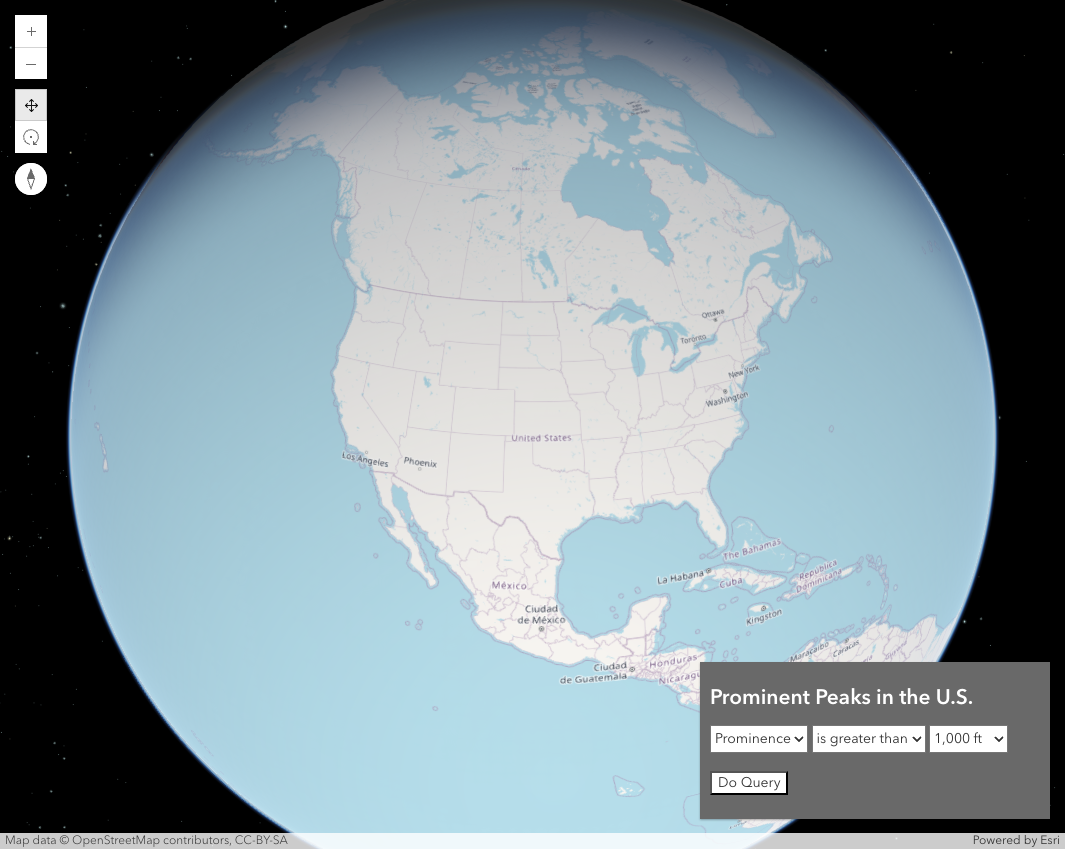 +
−
Canada
Ottawa
Toronto
New York
Washington
United States
Los Angeles
Phoenix
The Bahamas
La Habana
Cuba
República
Dominicana
México
Kingston
Ciudad
de México
Maracaibo
Caracas
Honduras
Ciudad
de Guatemala
Nicaragu
Prominent Peaks in the U.S.
Prominence
is greater than
1,000 ft
Do Query
Map data © OpenStreetMap contributors, CC-BY-SA
Powered by Esri